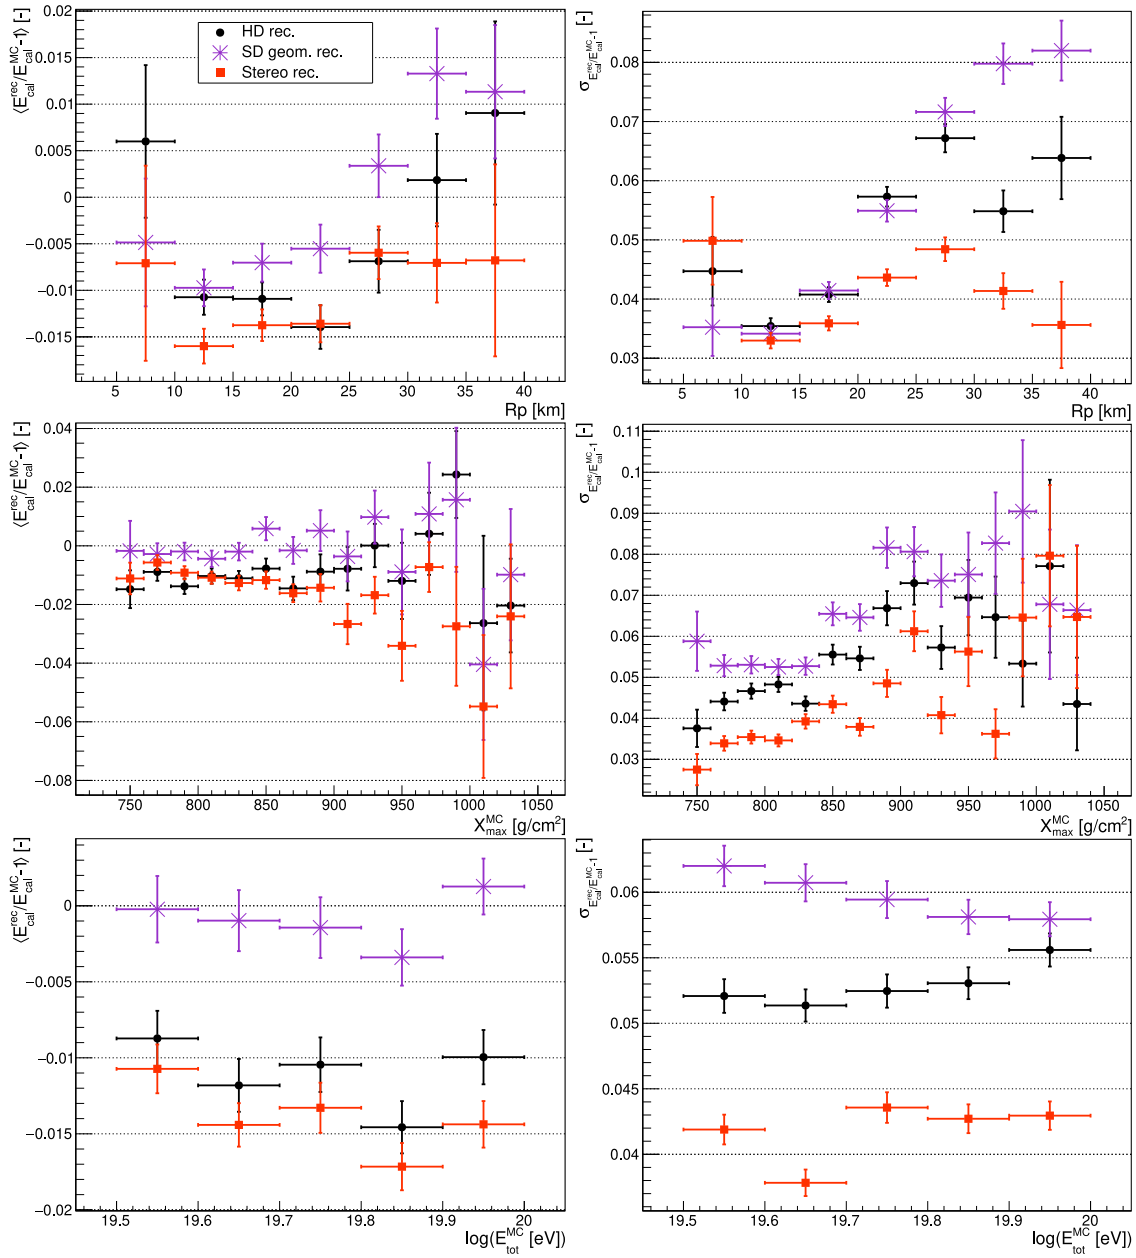 ⟨E_cal^rec/E_cal^MC-1⟩ [-]
0.02
0.015
0.01
0.005
0
−0.005
−0.01
−0.015
HD rec.
SD geom. rec.
Stereo rec.
5 10 15 20 25 30 35 40
Rp [km]
σ_E_cal^rec/E_cal^MC-1 [-]
0.08
0.07
0.06
0.05
0.04
0.03
5 10 15 20 25 30 35 40
Rp [km]
⟨E_cal^rec/E_cal^MC-1⟩ [-]
0.04
0.02
0
−0.02
−0.04
−0.06
−0.08
750 800 850 900 950 1000 1050
X_max^MC [g/cm²]
σ_E_cal^rec/E_cal^MC-1 [-]
0.11
0.1
0.09
0.08
0.07
0.06
0.05
0.04
0.03
750 800 850 900 950 1000 1050
X_max^MC [g/cm²]
⟨E_cal^rec/E_cal^MC-1⟩ [-]
0
−0.005
−0.01
−0.015
−0.02
19.5 19.6 19.7 19.8 19.9 20
log(E_tot^MC [eV])
σ_E_cal^rec/E_cal^MC-1 [-]
0.06
0.055
0.05
0.045
0.04
19.5 19.6 19.7 19.8 19.9 20
log(E_tot^MC [eV])